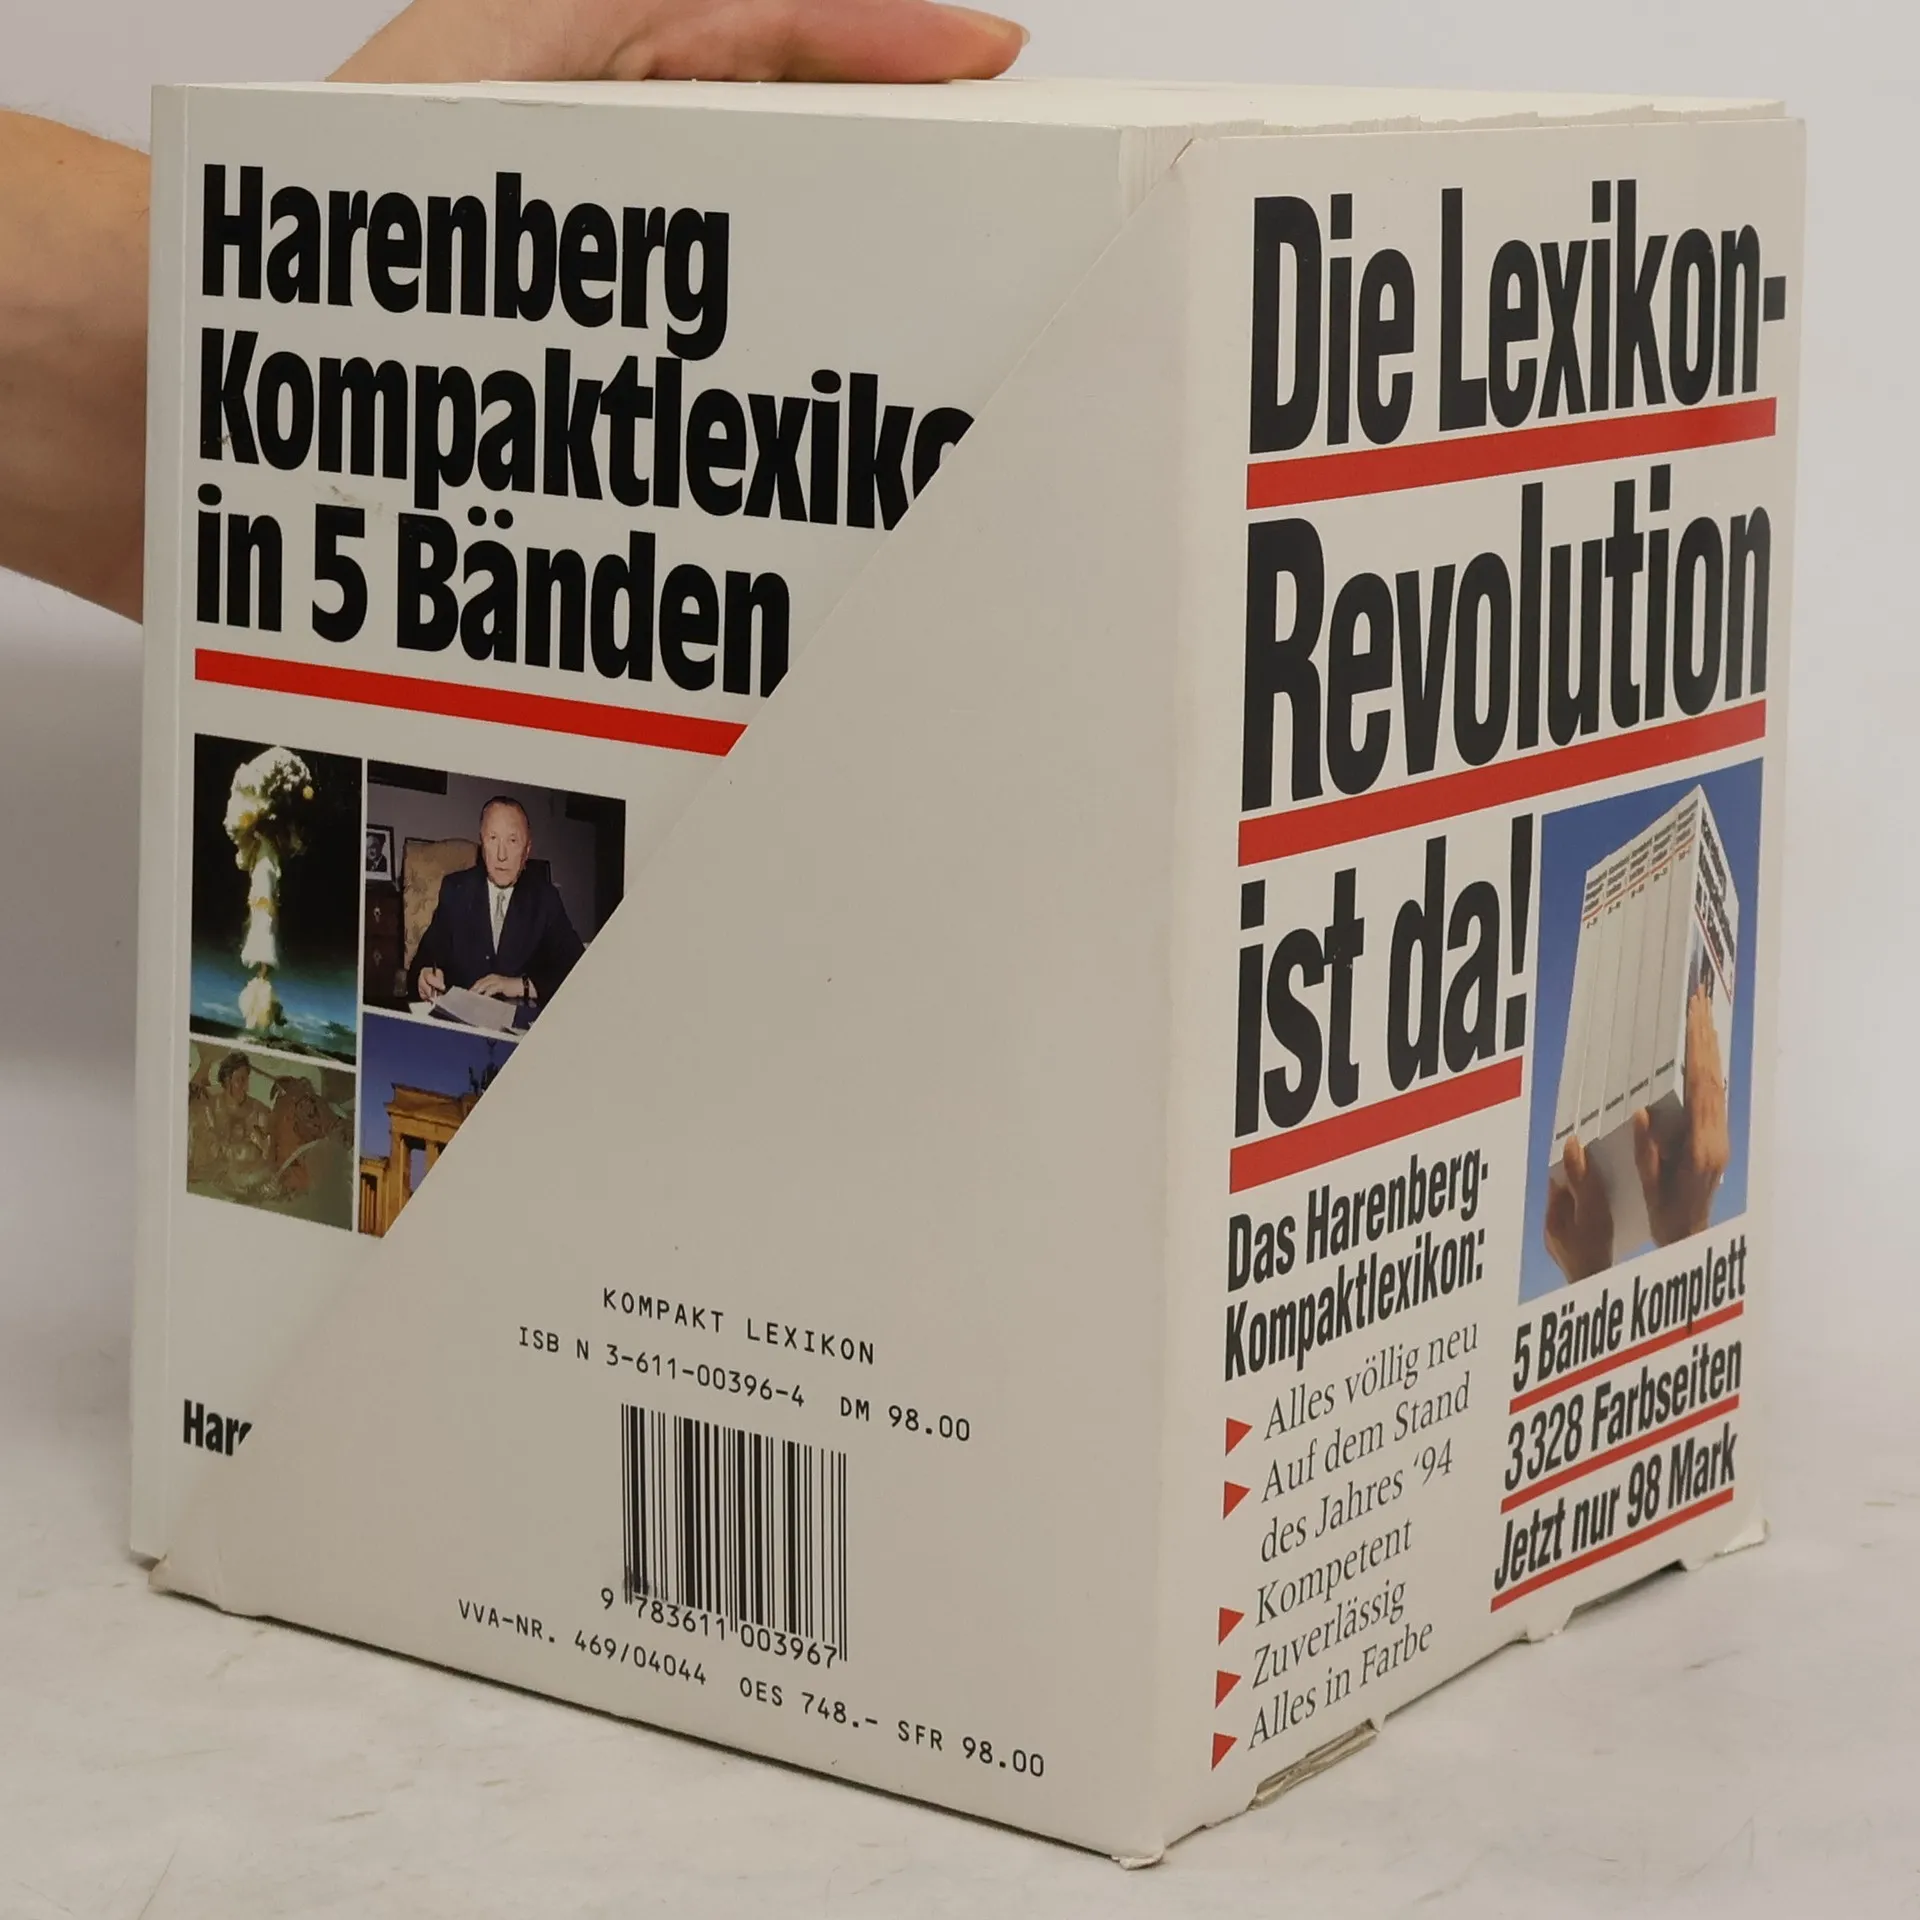 Harenberg
Kompaktlexiko
in 5 Bänden
Hare
KOMPAKT LEXIKON
ISB N 3-611-00396-4 DM 98.00
9 783611 003967
VVA-NR. 469/04044 OES 748.- SFR 98.00
Die Lexikon-
Revolution
ist da!
Das Harenberg-
Kompaktlexikon:
Alles völlig neu
Auf dem Stand
des Jahres '94
Kompetent
Zuverlässig
Alles in Farbe
5 Bände komplett
3328 Farbseiten
Jetzt nur 98 Mark